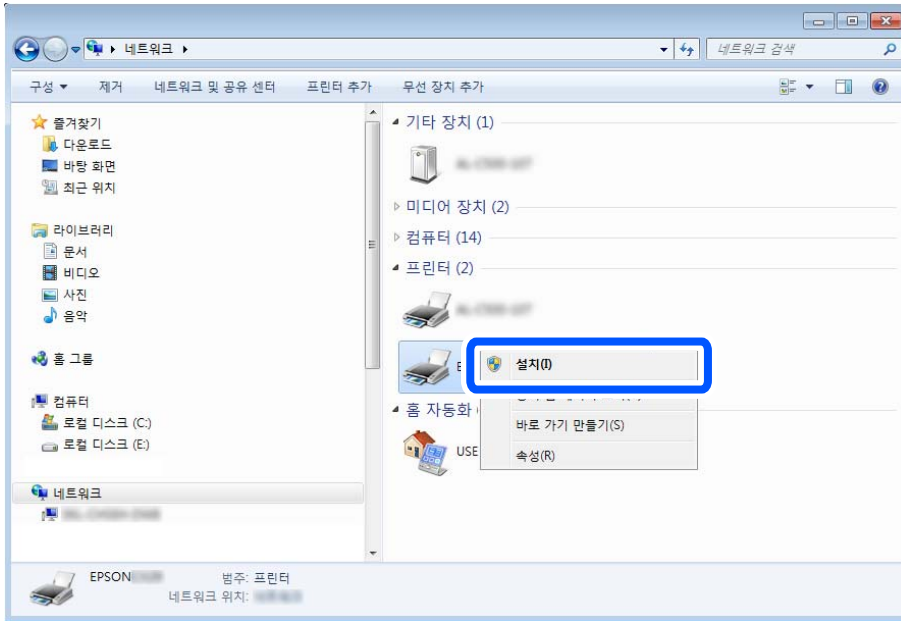 네트워크
네트워크 검색
구성 제거 네트워크 및 공유 센터 프린터 추가 무선 장치 추가
즐겨찾기
다운로드
바탕 화면
최근 위치
라이브러리
문서
비디오
사진
음악
홈 그룹
컴퓨터
로컬 디스크 (C:)
로컬 디스크 (E:)
네트워크
기타 장치 (1)
미디어 장치 (2)
컴퓨터 (14)
프린터 (2)
설치(I)
홈 자동화
바로 가기 만들기(S)
USE
속성(R)
EPSON 범주: 프린터
네트워크 위치: